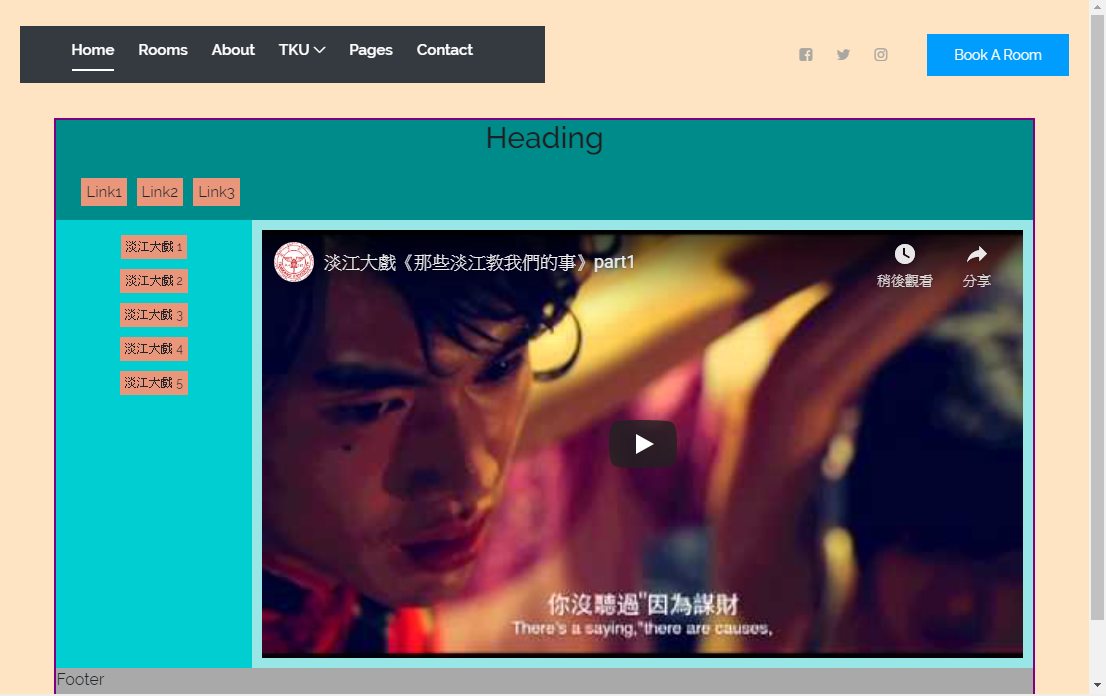 Home Rooms About TKU Pages Contact
Book A Room
Heading
Link1 Link2 Link3
淡江大戲 1
淡江大戲 2
淡江大戲 3
淡江大戲 4
淡江大戲 5
淡江大戲《那些淡江教我們的事》part1
稍後觀看 分享
你沒聽過"因為謀財
There's a saying,"there are causes,
Footer